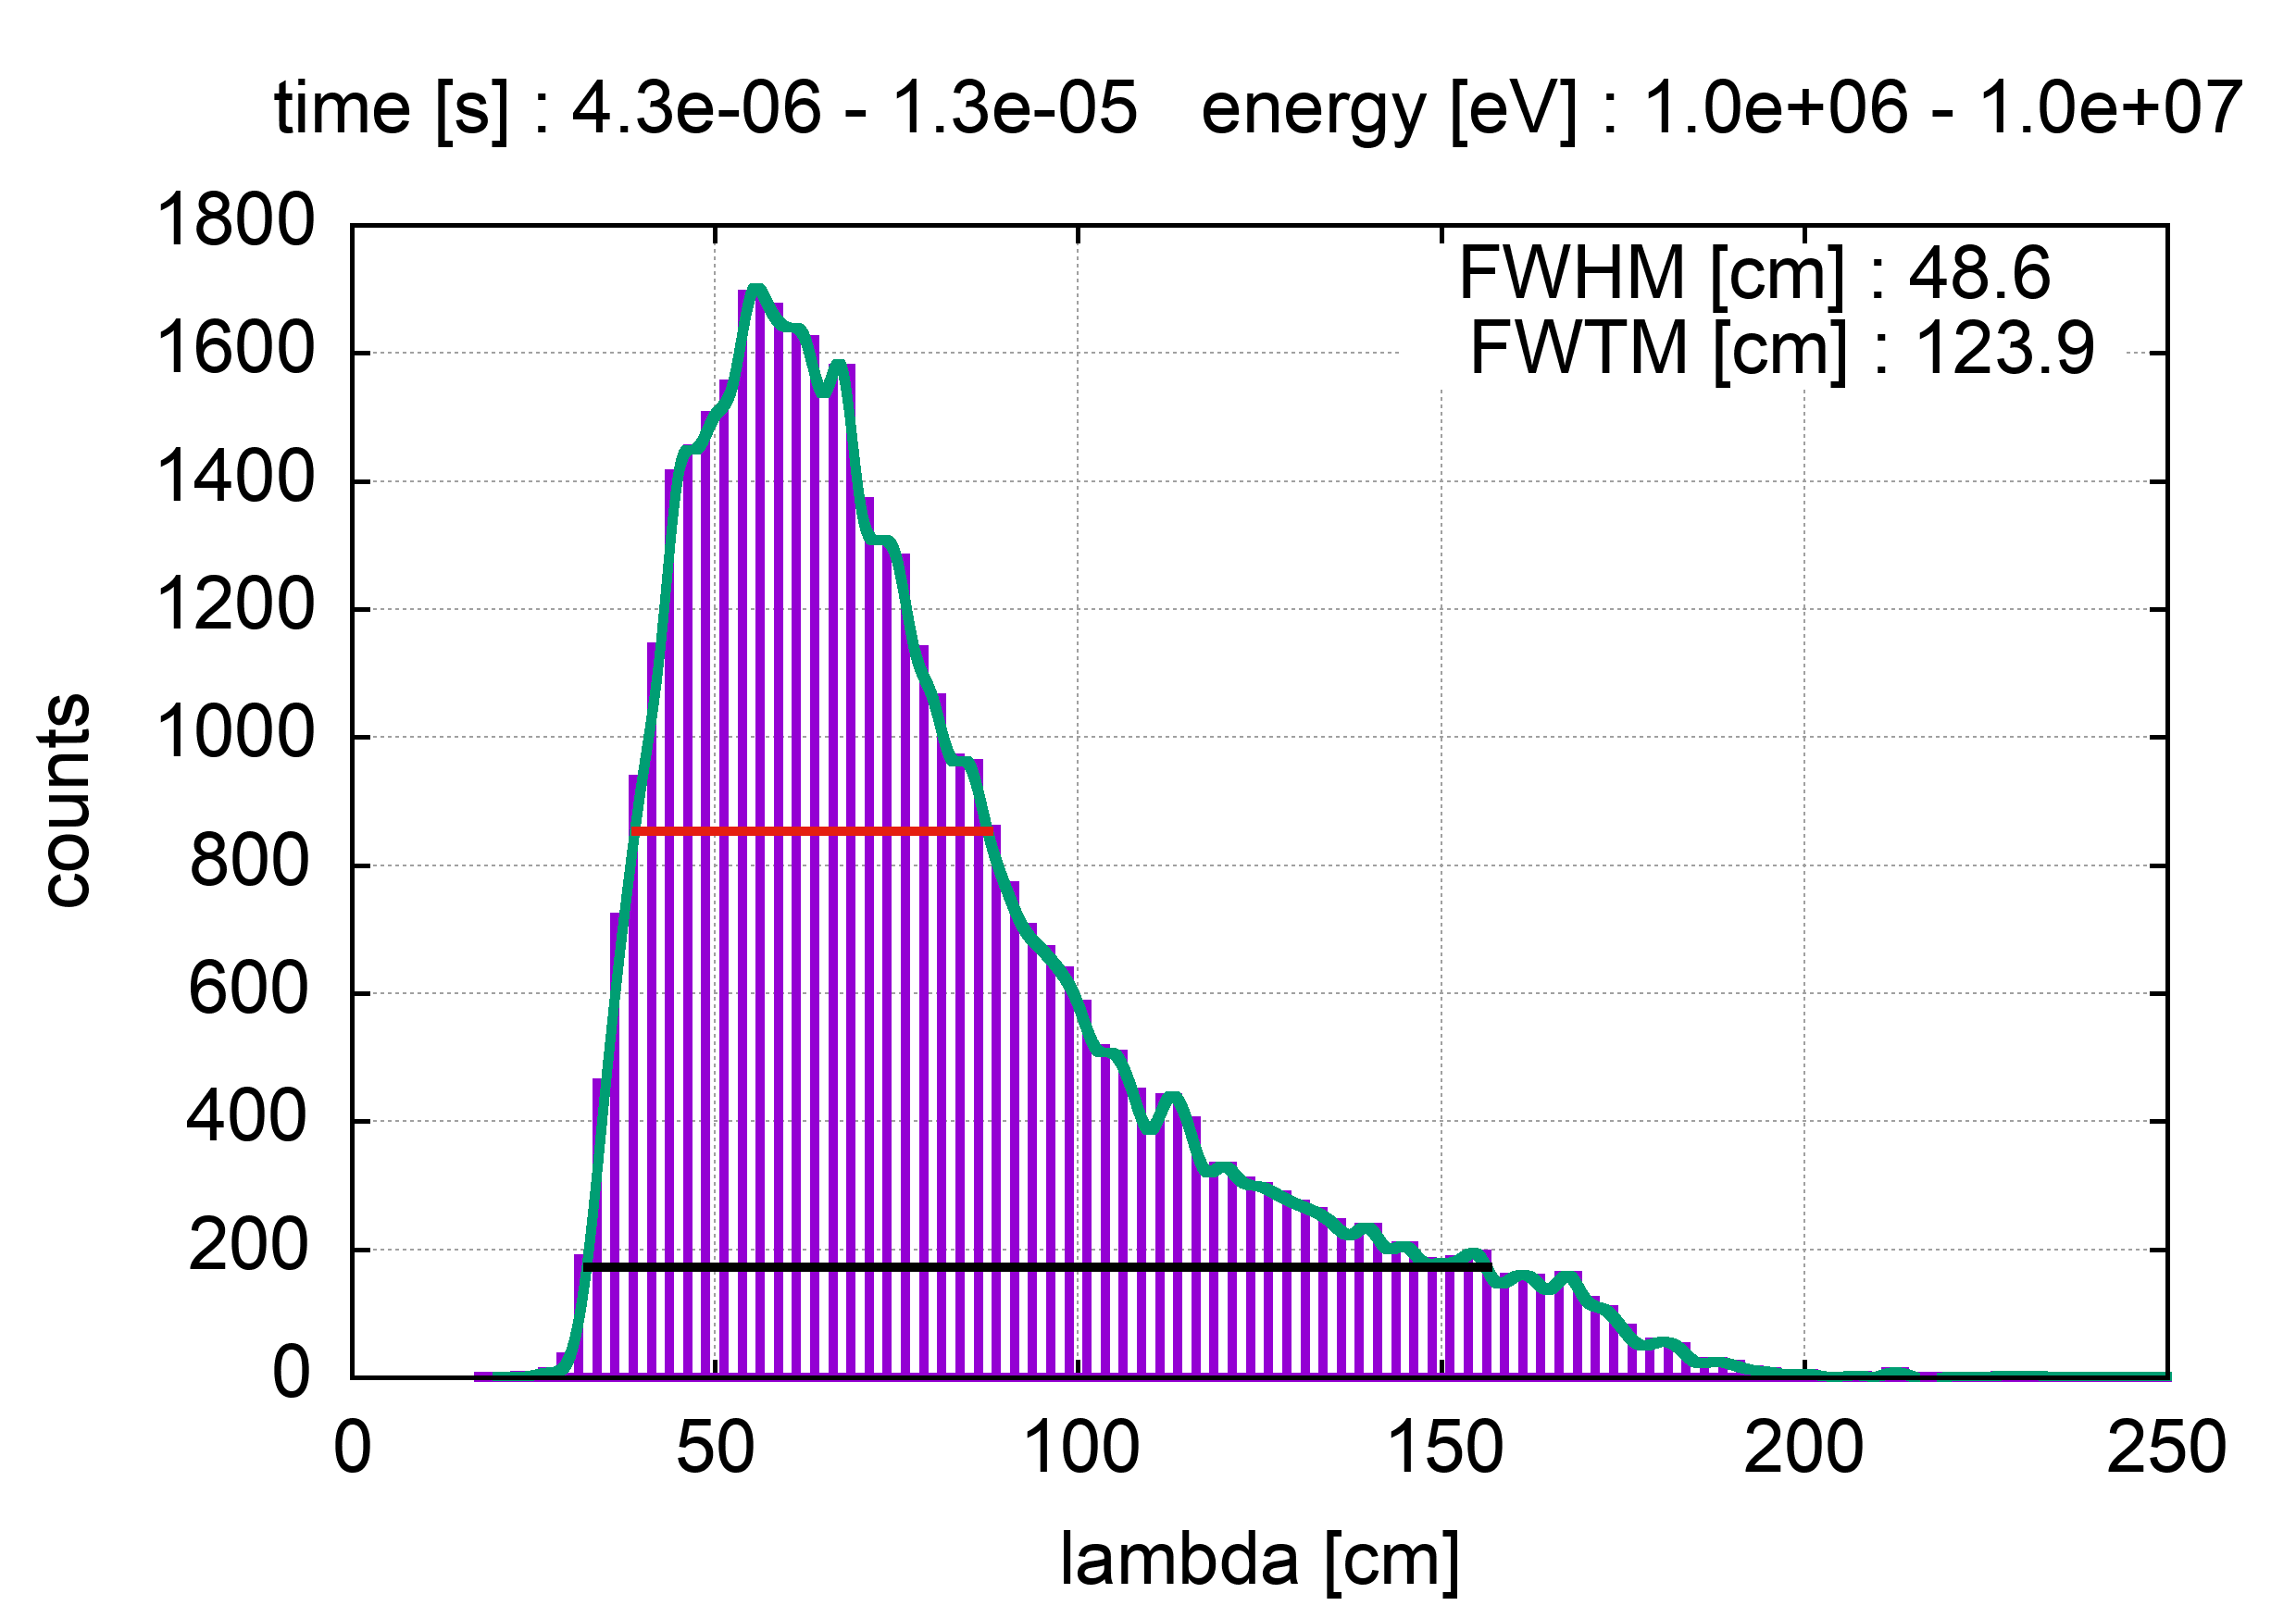 time [s] : 4.3e-06 - 1.3e-05   energy [eV] : 1.0e+06 - 1.0e+07
FWHM [cm] : 48.6
FWTM [cm] : 123.9
1800
1600
1400
1200
1000
800
600
400
200
0
counts
0 50 100 150 200 250
lambda [cm]